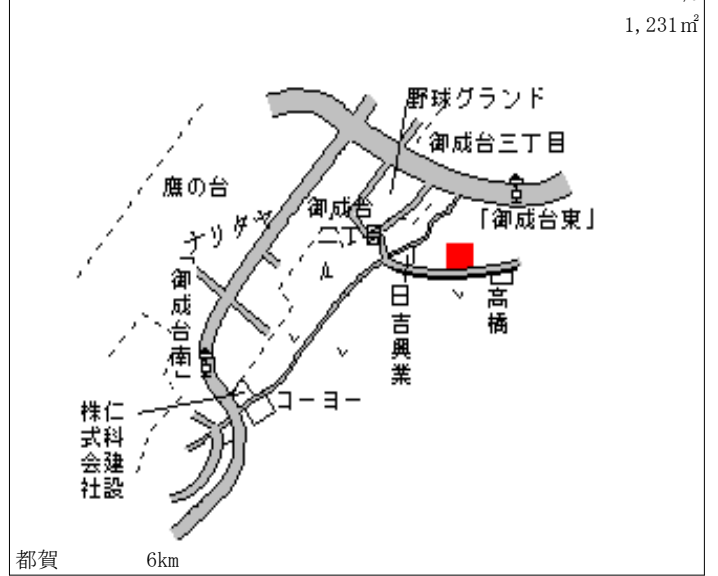 1,231㎡
野球グランド
御成台三丁目
鷹の台
御成台
二丁目
ナリタヤ
「御成台東」
「御成台南」
日吉興業
高橋
コーヨー
株式会社
仁科建設
都賀 6km